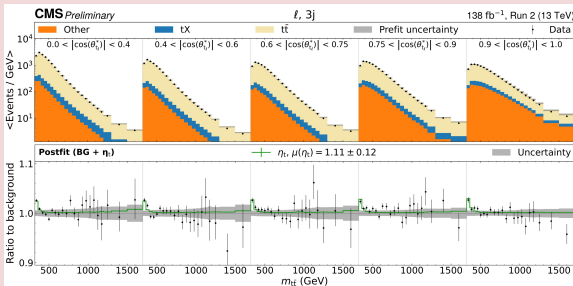 CMS Preliminary ℓ, 3j 138 fb⁻¹, Run 2 (13 TeV)
Other tX tt̄ Prefit uncertainty Data
0.0 < |cos(θ*tℓ)| < 0.4 0.4 < |cos(θ*tℓ)| < 0.6 0.6 < |cos(θ*tℓ)| < 0.75 0.75 < |cos(θ*tℓ)| < 0.9 0.9 < |cos(θ*tℓ)| < 1.0
<Events / GeV>
10⁴
10³
10²
10¹
Postfit (BG + ηt) ηt, μ(ηt) = 1.11 ± 0.12 Uncertainty
Ratio to background
1.1
1.0
0.9
500 1000 1500 500 1000 1500 500 1000 1500 500 1000 1500 500 1000 1500
mtt̄ (GeV)